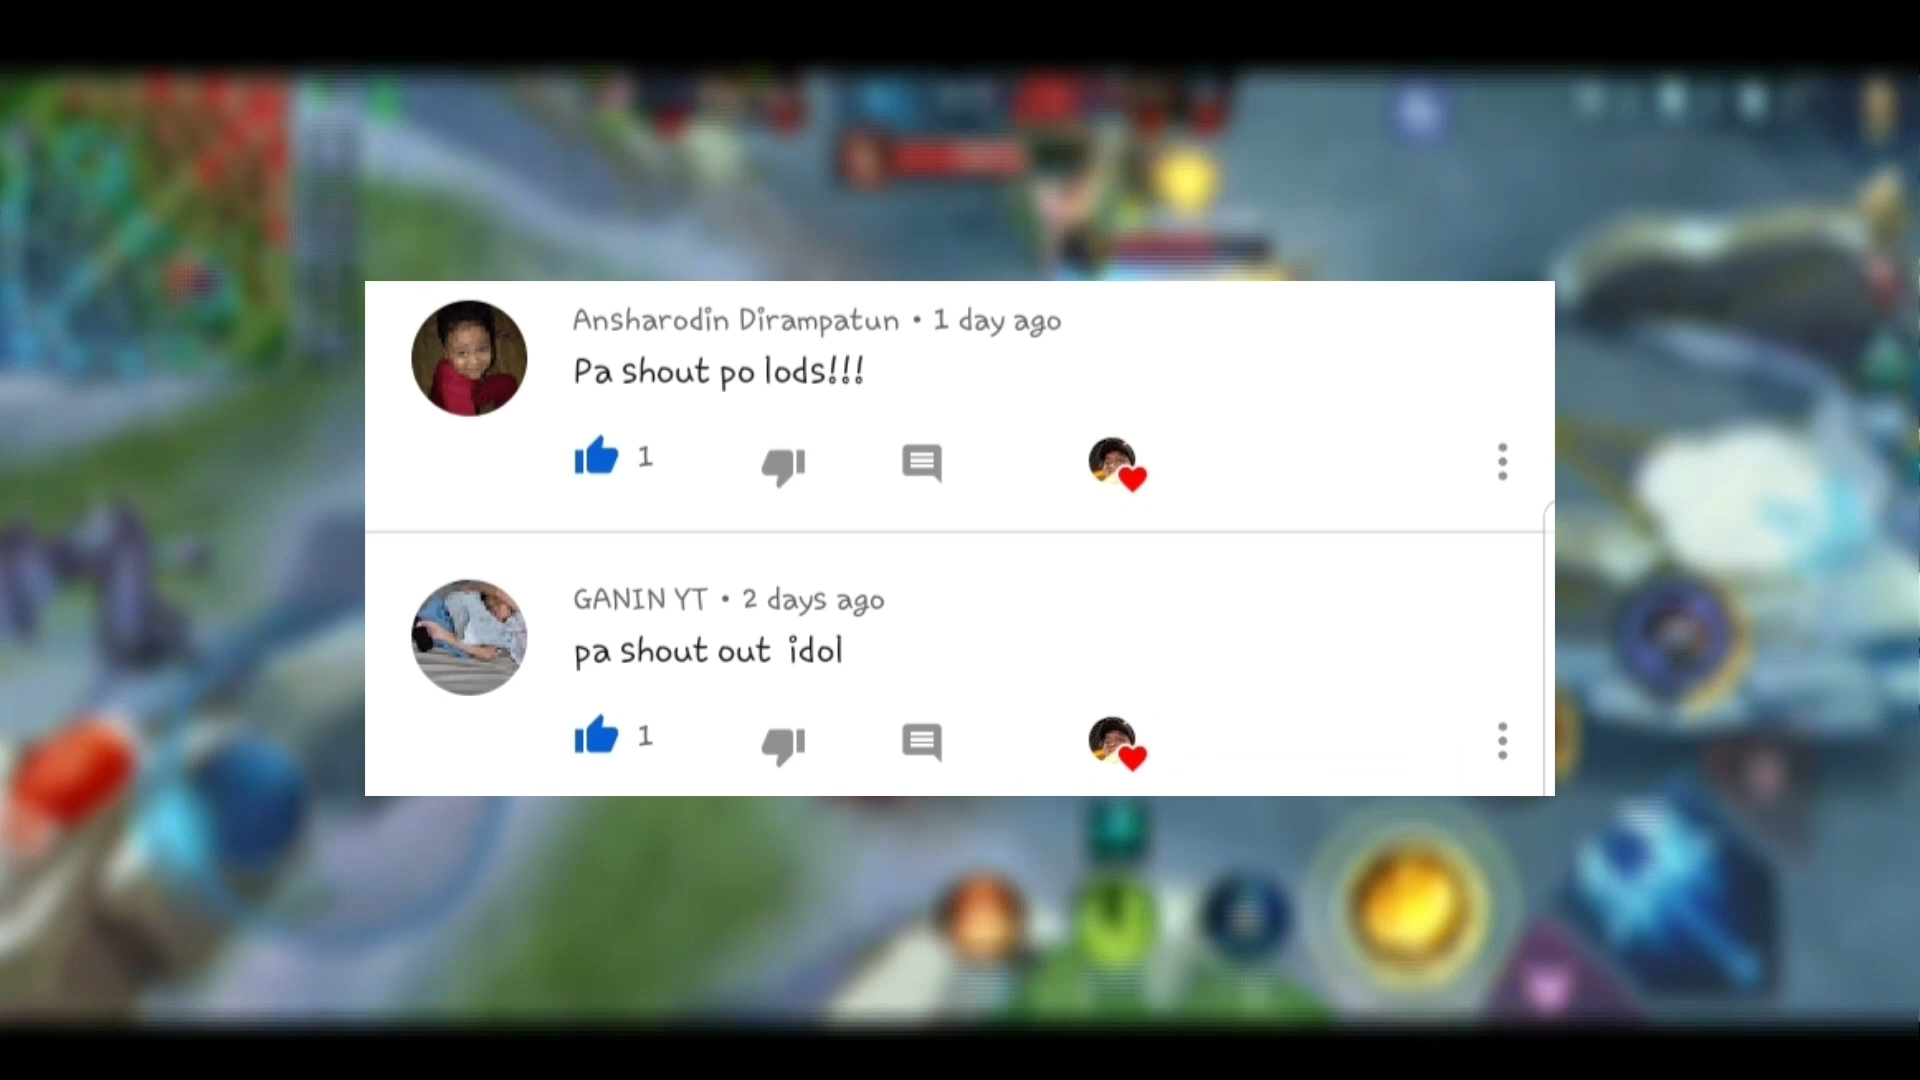 Ansharodin Dirampatun • 1 day ago
Pa shout po lods!!!
1
GANIN YT • 2 days ago
pa shout out idol
1